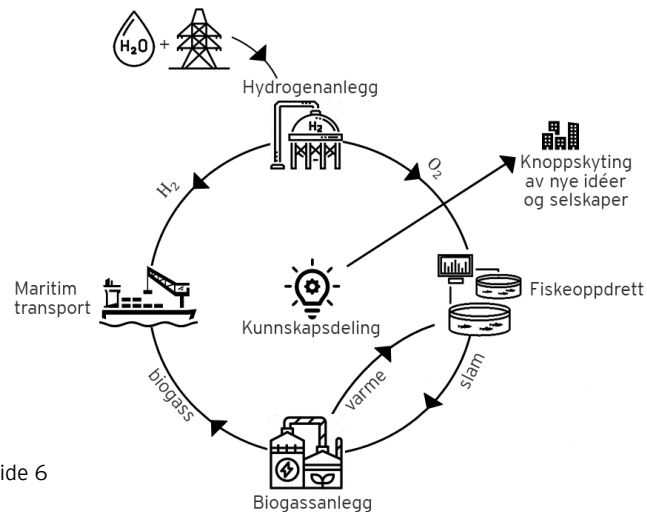 H₂O +
Hydrogenanlegg
H₂
H₂
O₂
Knoppskyting
av nye idéer
og selskaper
Maritim
transport
Kunnskapsdeling
Fiskeoppdrett
biogass
varme
slam
Biogassanlegg
ide 6